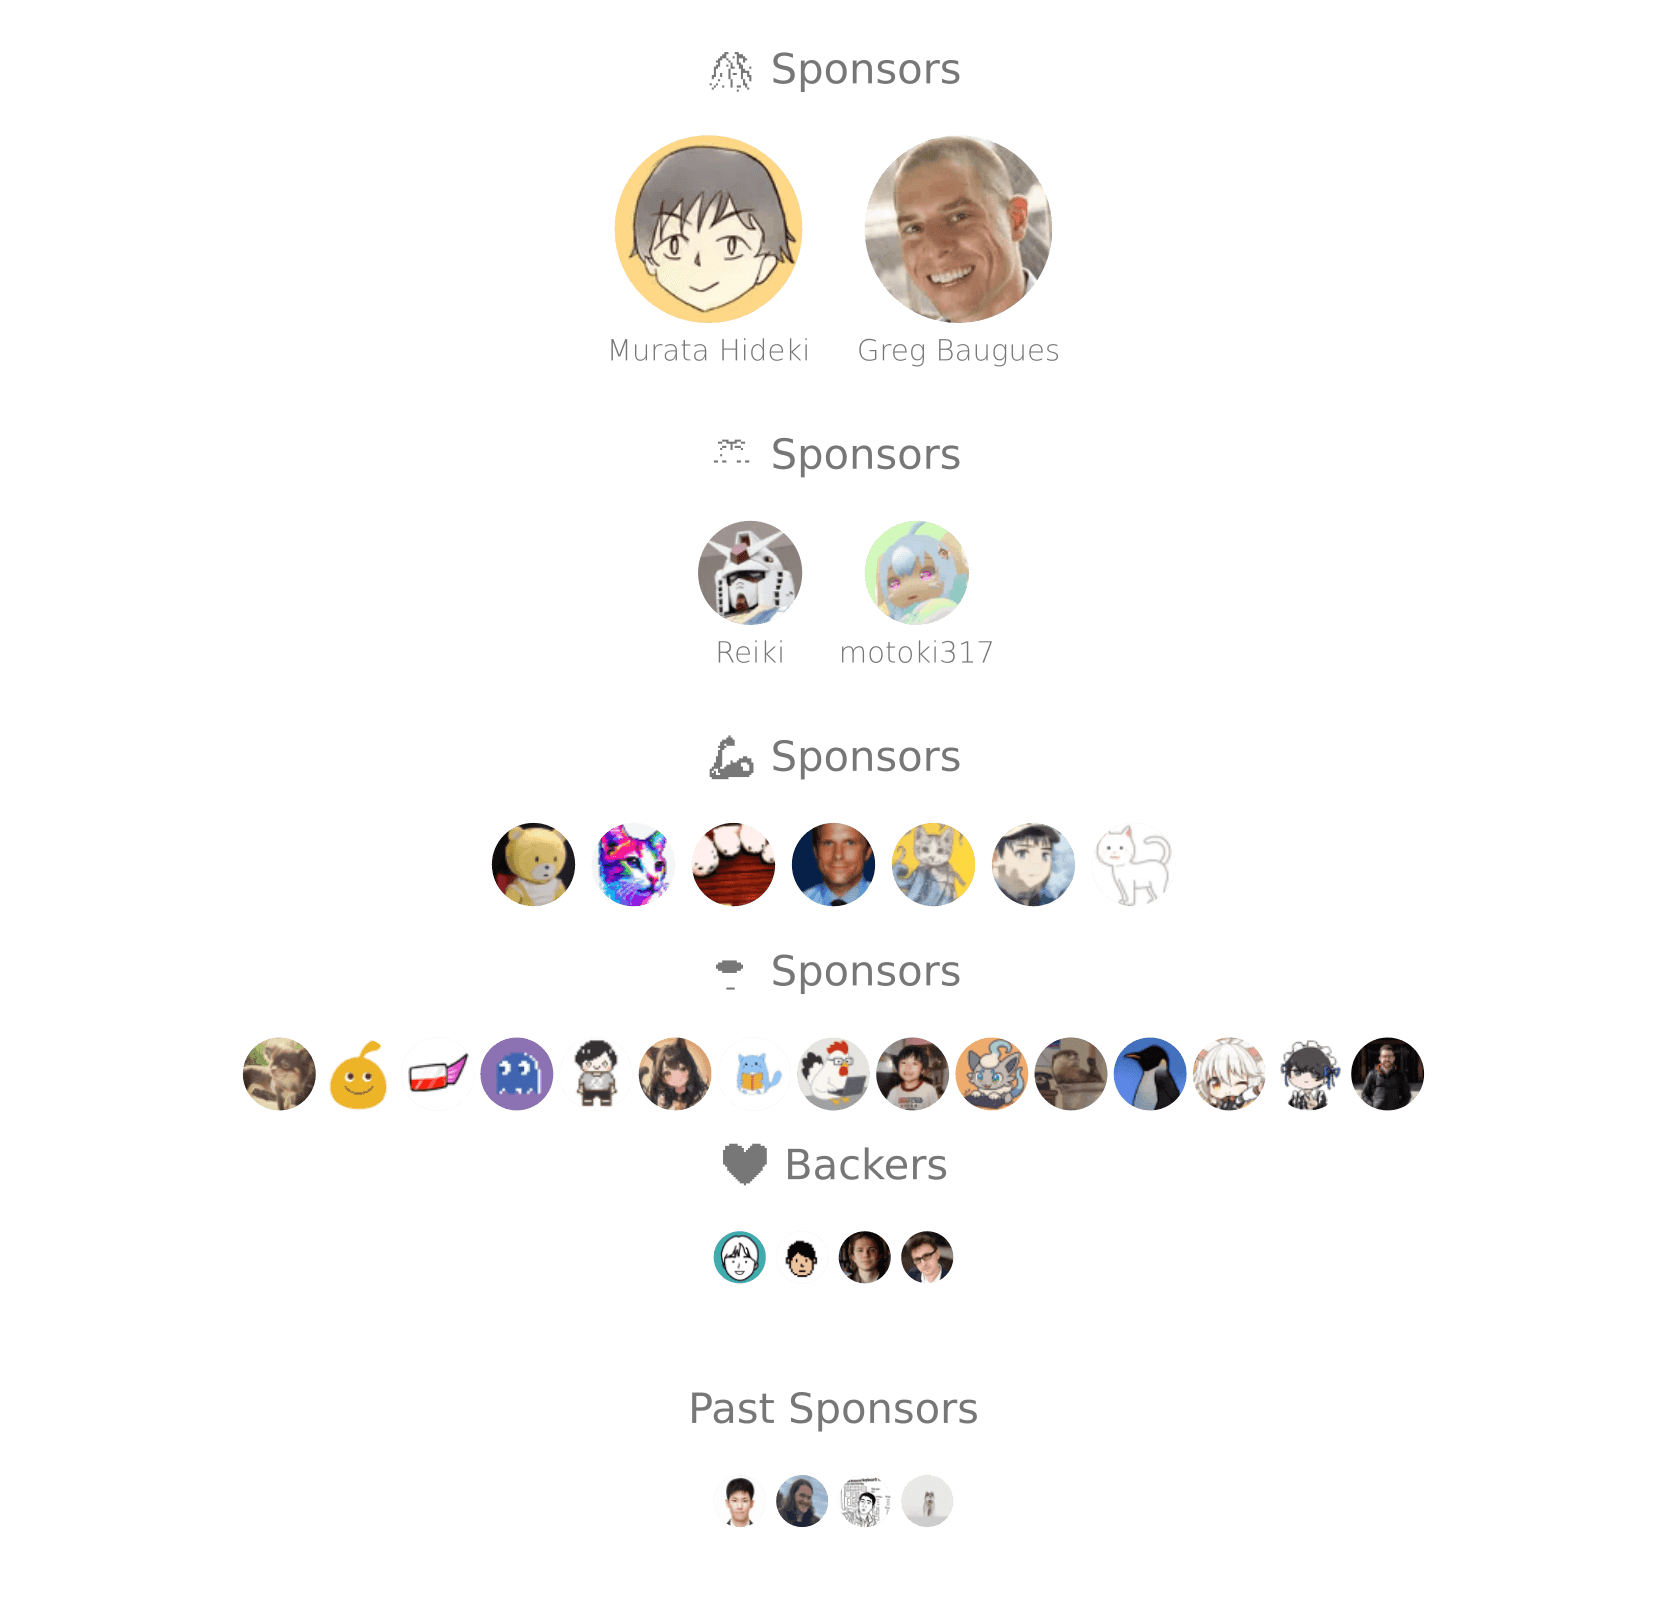 Sponsors
Murata Hideki Greg Baugues
Sponsors
Reiki motoki317
Sponsors
Sponsors
Backers
Past Sponsors